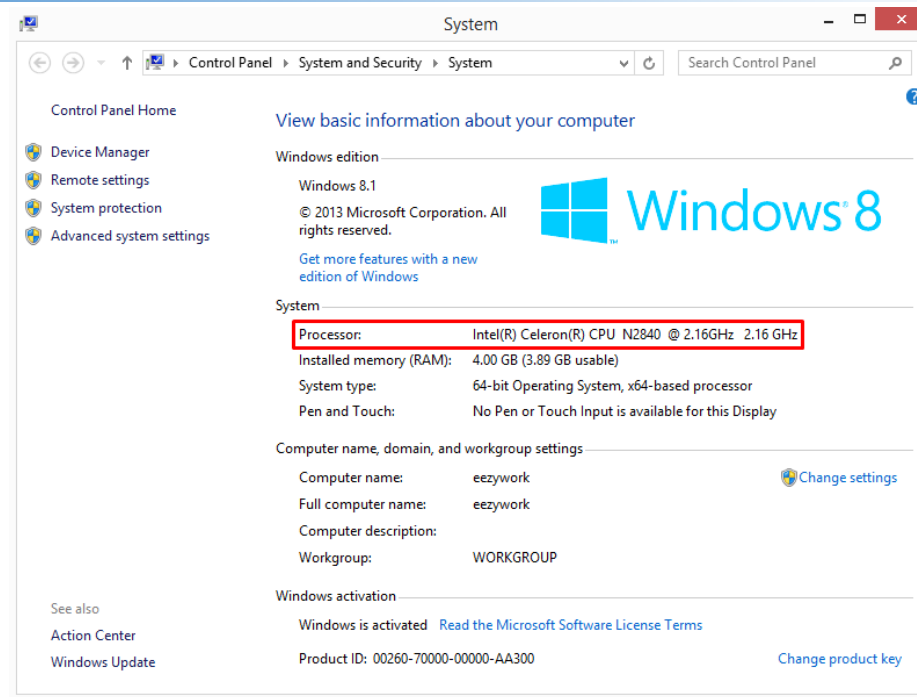 System
Control Panel System and Security System
Search Control Panel
Control Panel Home
Device Manager
Remote settings
System protection
Advanced system settings
View basic information about your computer
Windows edition
Windows 8.1
© 2013 Microsoft Corporation. All
rights reserved.
Get more features with a new
edition of Windows
Windows 8
System
Processor: Intel(R) Celeron(R) CPU N2840 @ 2.16GHz 2.16 GHz
Installed memory (RAM): 4.00 GB (3.89 GB usable)
System type: 64-bit Operating System, x64-based processor
Pen and Touch: No Pen or Touch Input is available for this Display
Computer name, domain, and workgroup settings
Computer name: eezywork
Change settings
Full computer name: eezywork
Computer description:
Workgroup: WORKGROUP
Windows activation
Windows is activated Read the Microsoft Software License Terms
Product ID: 00260-70000-00000-AA300
Change product key
See also
Action Center
Windows Update